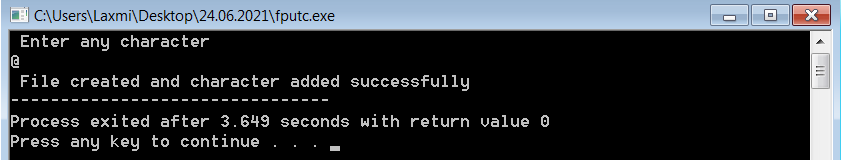 C:\Users\Laxmi\Desktop\24.06.2021\fputc.exe
Enter any character
@
File created and character added successfully
--------------------------------
Process exited after 3.649 seconds with return value 0
Press any key to continue . . .